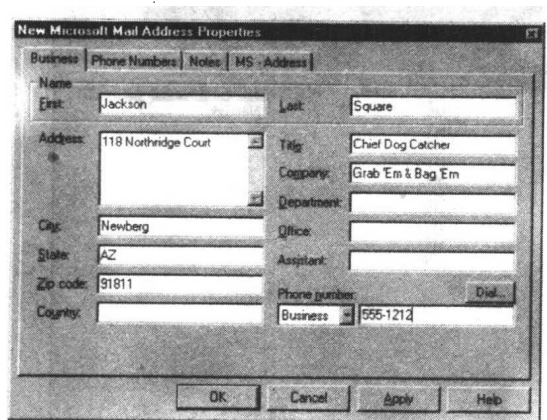 New Microsoft Mail Address Properties
Business Phone Numbers Notes MS - Address
Name
First: Jackson Last: Square
Address: 118 Northridge Court Title: Chief Dog Catcher
Company: Grab 'Em & Bag 'Em
Department:
City: Newberg Office:
State: AZ Assistant:
Zip code: 91811 Phone number: Dial...
Country: Business 555-1212
OK Cancel Apply Help